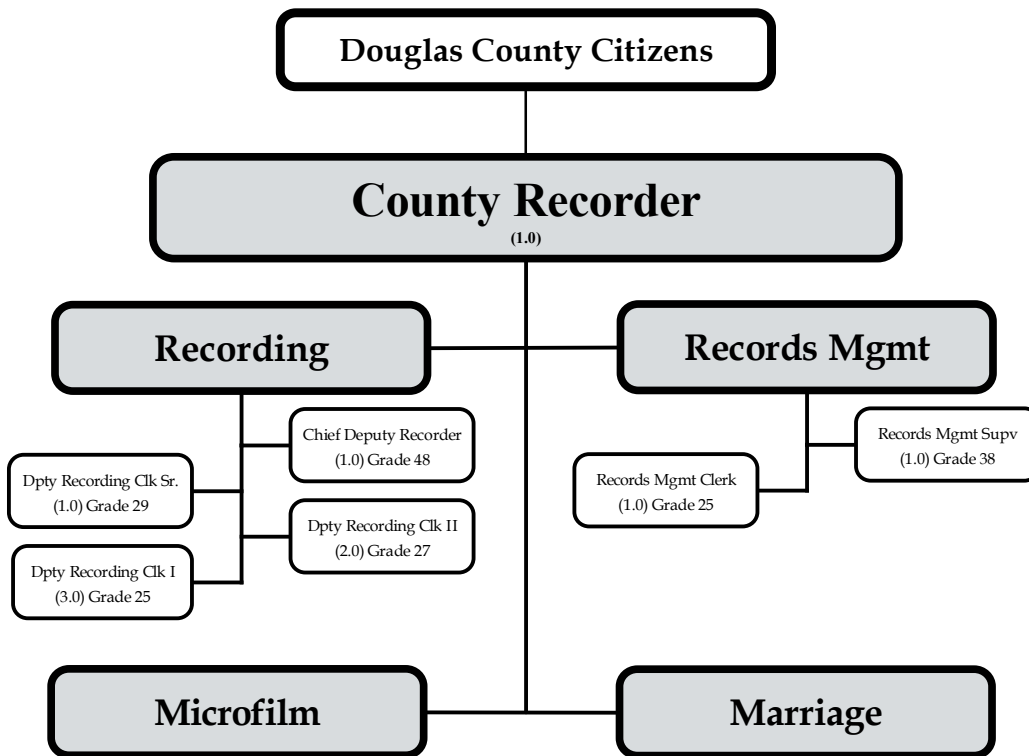 Douglas County Citizens
County Recorder
(1.0)
Recording
Records Mgmt
Chief Deputy Recorder
(1.0) Grade 48
Dpty Recording Clk Sr.
(1.0) Grade 29
Dpty Recording Clk II
(2.0) Grade 27
Dpty Recording Clk I
(3.0) Grade 25
Records Mgmt Supv
(1.0) Grade 38
Records Mgmt Clerk
(1.0) Grade 25
Microfilm
Marriage